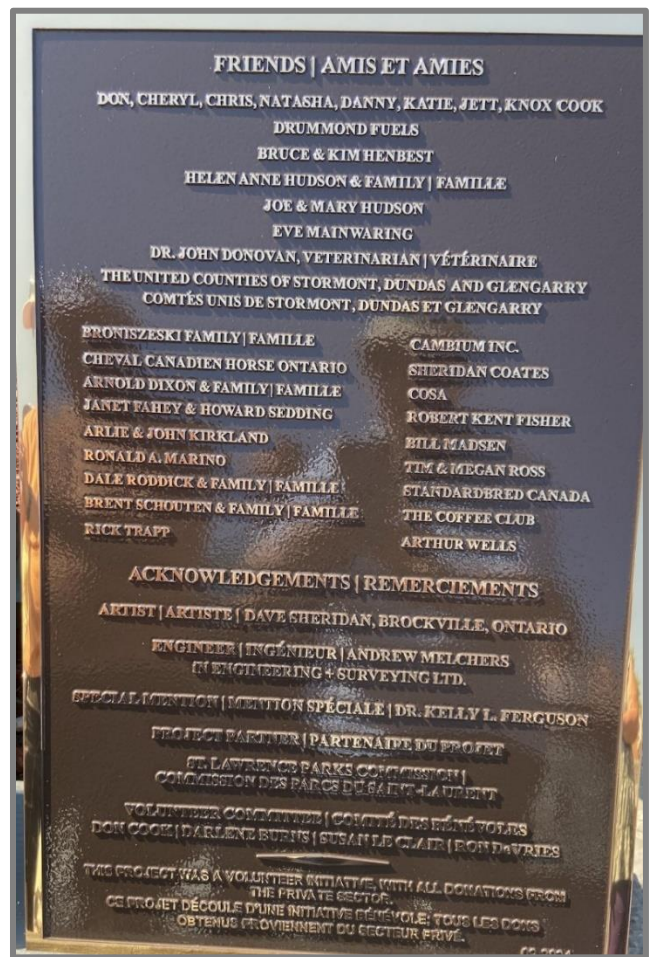 FRIENDS | AMIS ET AMIES
DON, CHERYL, CHRIS, NATASHA, DANNY, KATIE, JETT, KNOX COOK
DRUMMOND FUELS
BRUCE & KIM HENBEST
HELEN ANNE HUDSON & FAMILY | FAMILLE
JOE & MARY HUDSON
EVE MAINWARING
DR. JOHN DONOVAN, VETERINARIAN | VÉTÉRINAIRE
THE UNITED COUNTIES OF STORMONT, DUNDAS AND GLENGARRY
COMTÉS UNIS DE STORMONT, DUNDAS ET GLENGARRY
BRONISZESKI FAMILY | FAMILLE
CHEVAL CANADIEN HORSE ONTARIO
ARNOLD DIXON & FAMILY | FAMILLE
JANET FAHEY & HOWARD SEDDING
ARLIE & JOHN KIRKLAND
RONALD A. MARINO
DALE RODDICK & FAMILY | FAMILLE
BRENT SCHOUTEN & FAMILY | FAMILLE
RICK TRAPP
CAMBIUM INC.
SHERIDAN COATES
COSA
ROBERT KENT FISHER
BILL MADSEN
TIM & MEGAN ROSS
STANDARDBRED CANADA
THE COFFEE CLUB
ARTHUR WELLS
ACKNOWLEDGEMENTS | REMERCIEMENTS
ARTIST | ARTISTE | DAVE SHERIDAN, BROCKVILLE, ONTARIO
ENGINEER | INGÉNIEUR | ANDREW MELCHERS
IN ENGINEERING + SURVEYING LTD.
SPECIAL MENTION | MENTION SPÉCIALE | DR. KELLY L. FERGUSON
PROJECT PARTNER | PARTENAIRE DU PROJET
ST. LAWRENCE PARKS COMMISSION |
COMMISSION DES PARCS DU SAINT-LAURENT
VOLUNTEER COMMITTEE | COMITÉ DES BÉNÉVOLES
DON COOK | DARLENE BURNS | SUSAN LE CLAIR | RON DeVRIES
THIS PROJECT WAS A VOLUNTEER INITIATIVE, WITH ALL DONATIONS FROM
THE PRIVATE SECTOR.
CE PROJET DÉCOULE D'UNE INITIATIVE BÉNÉVOLE; TOUS LES DONS
OBTENUS PROVIENNENT DU SECTEUR PRIVÉ.